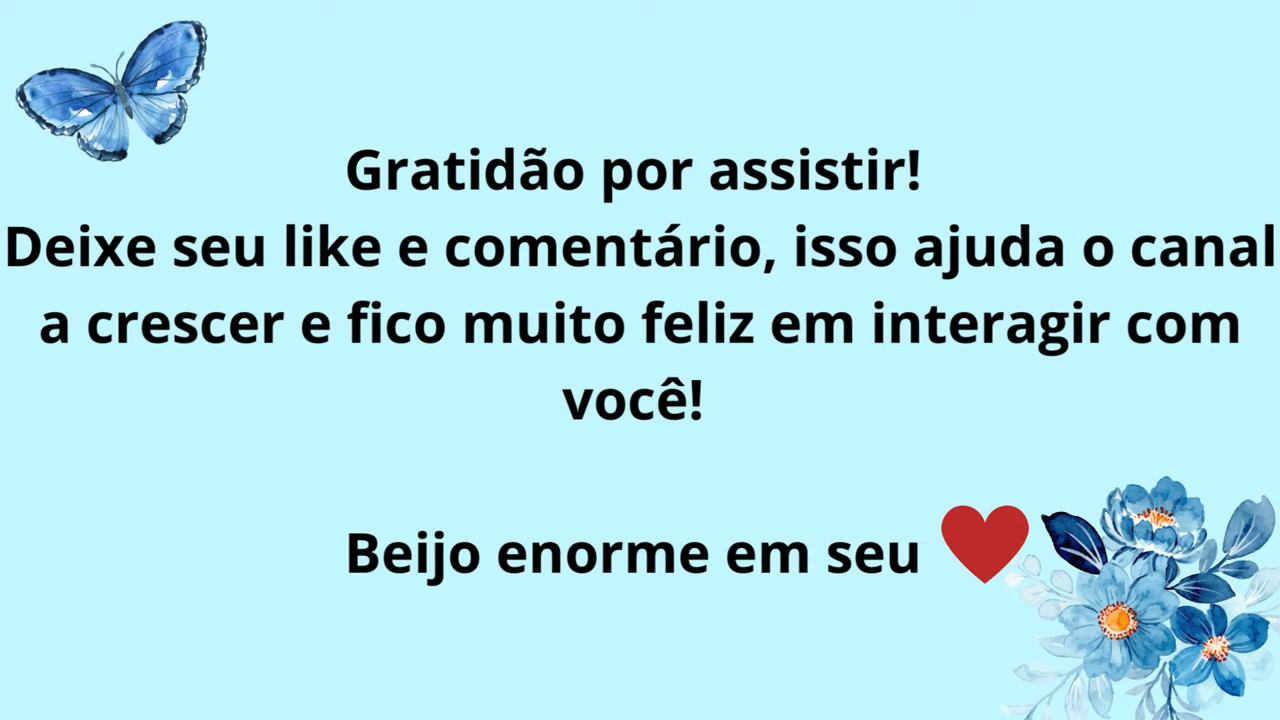 Gratidão por assistir!
Deixe seu like e comentário, isso ajuda o canal
a crescer e fico muito feliz em interagir com
você!
Beijo enorme em seu